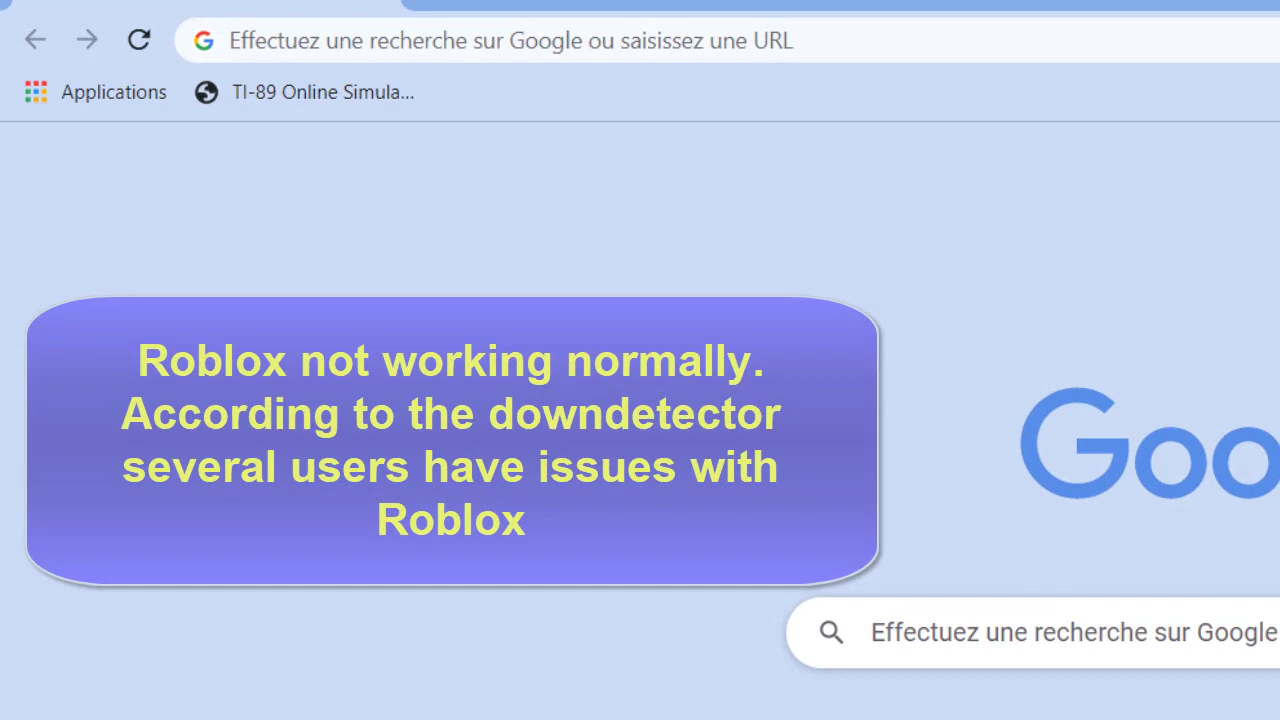 Effectuez une recherche sur Google ou saisissez une URL
Applications
TI-89 Online Simula...
Roblox not working normally.
According to the downdetector
several users have issues with
Roblox
Goo
Effectuez une recherche sur Google